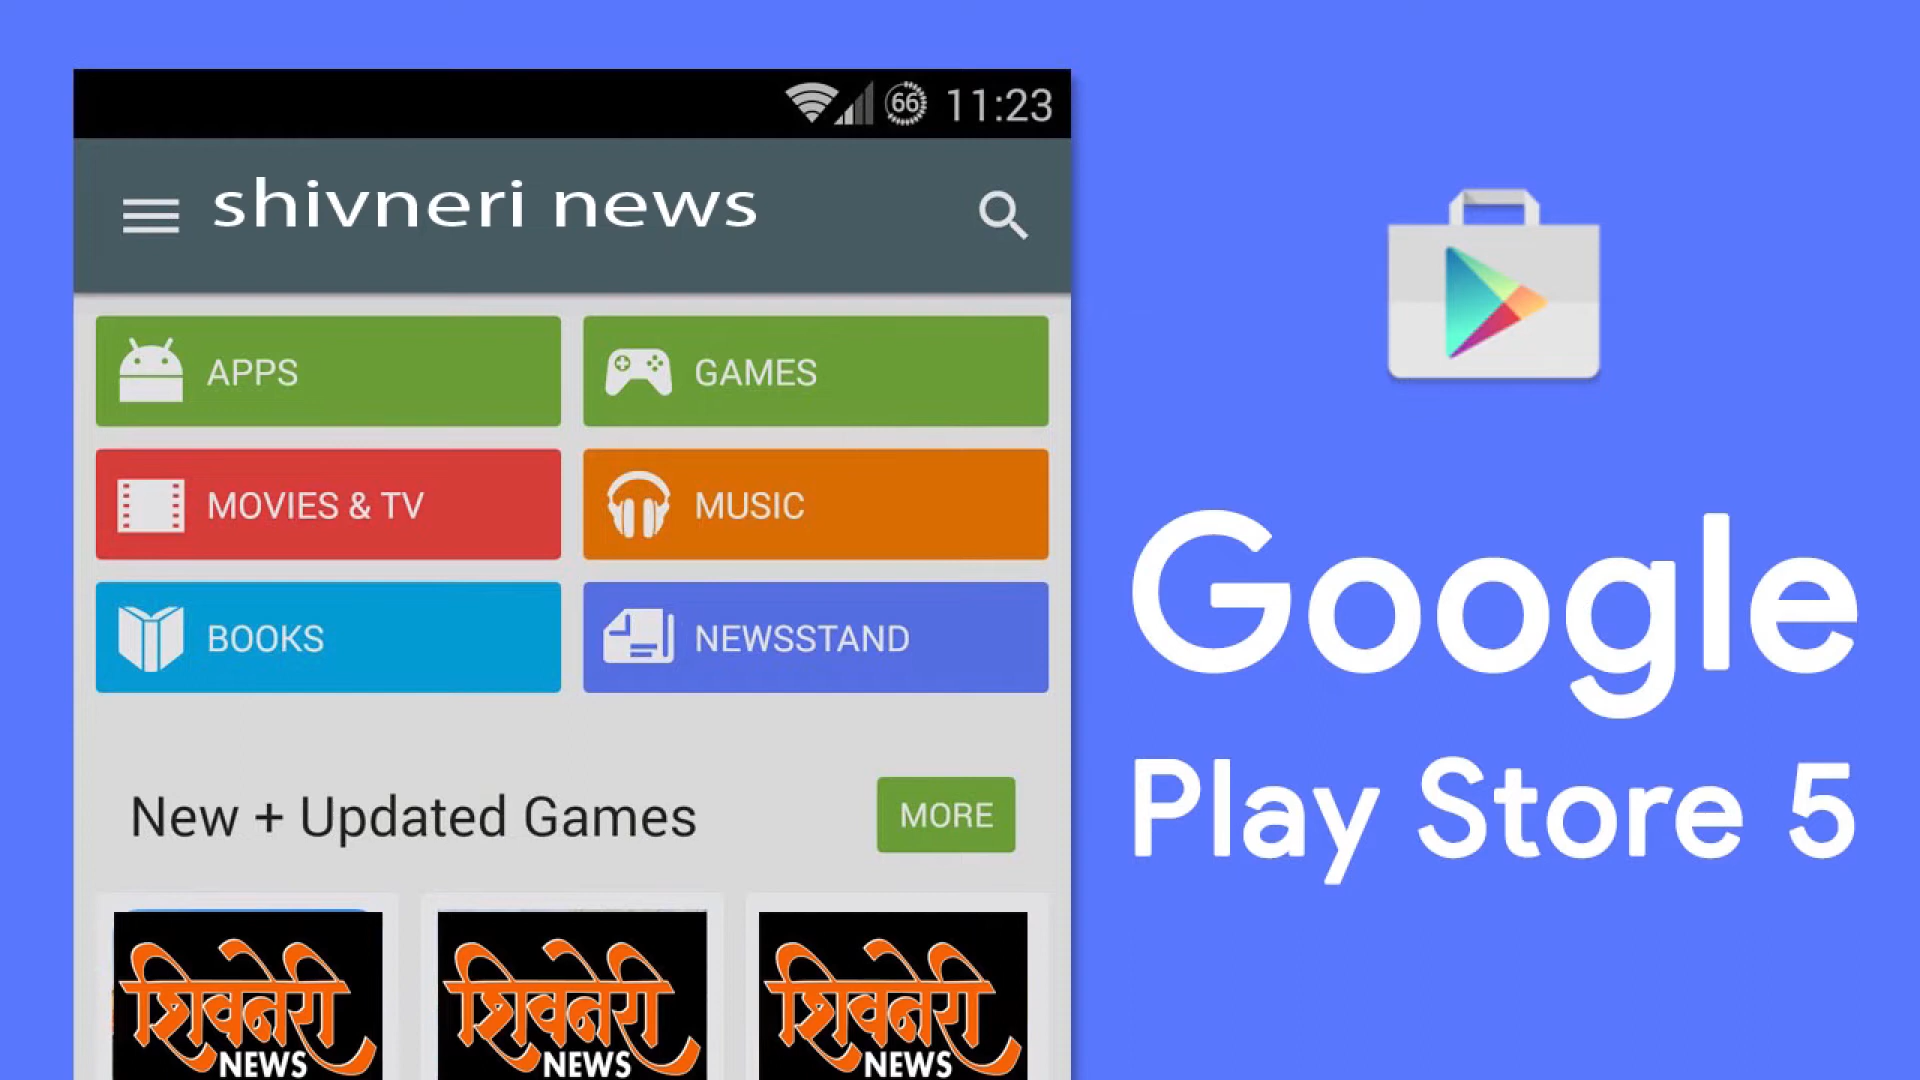 66 11:23
shivneri news
APPS
GAMES
MOVIES & TV
MUSIC
BOOKS
NEWSSTAND
New + Updated Games
MORE
शिवनेरी
NEWS
शिवनेरी
NEWS
शिवनेरी
NEWS
Google
Play Store 5